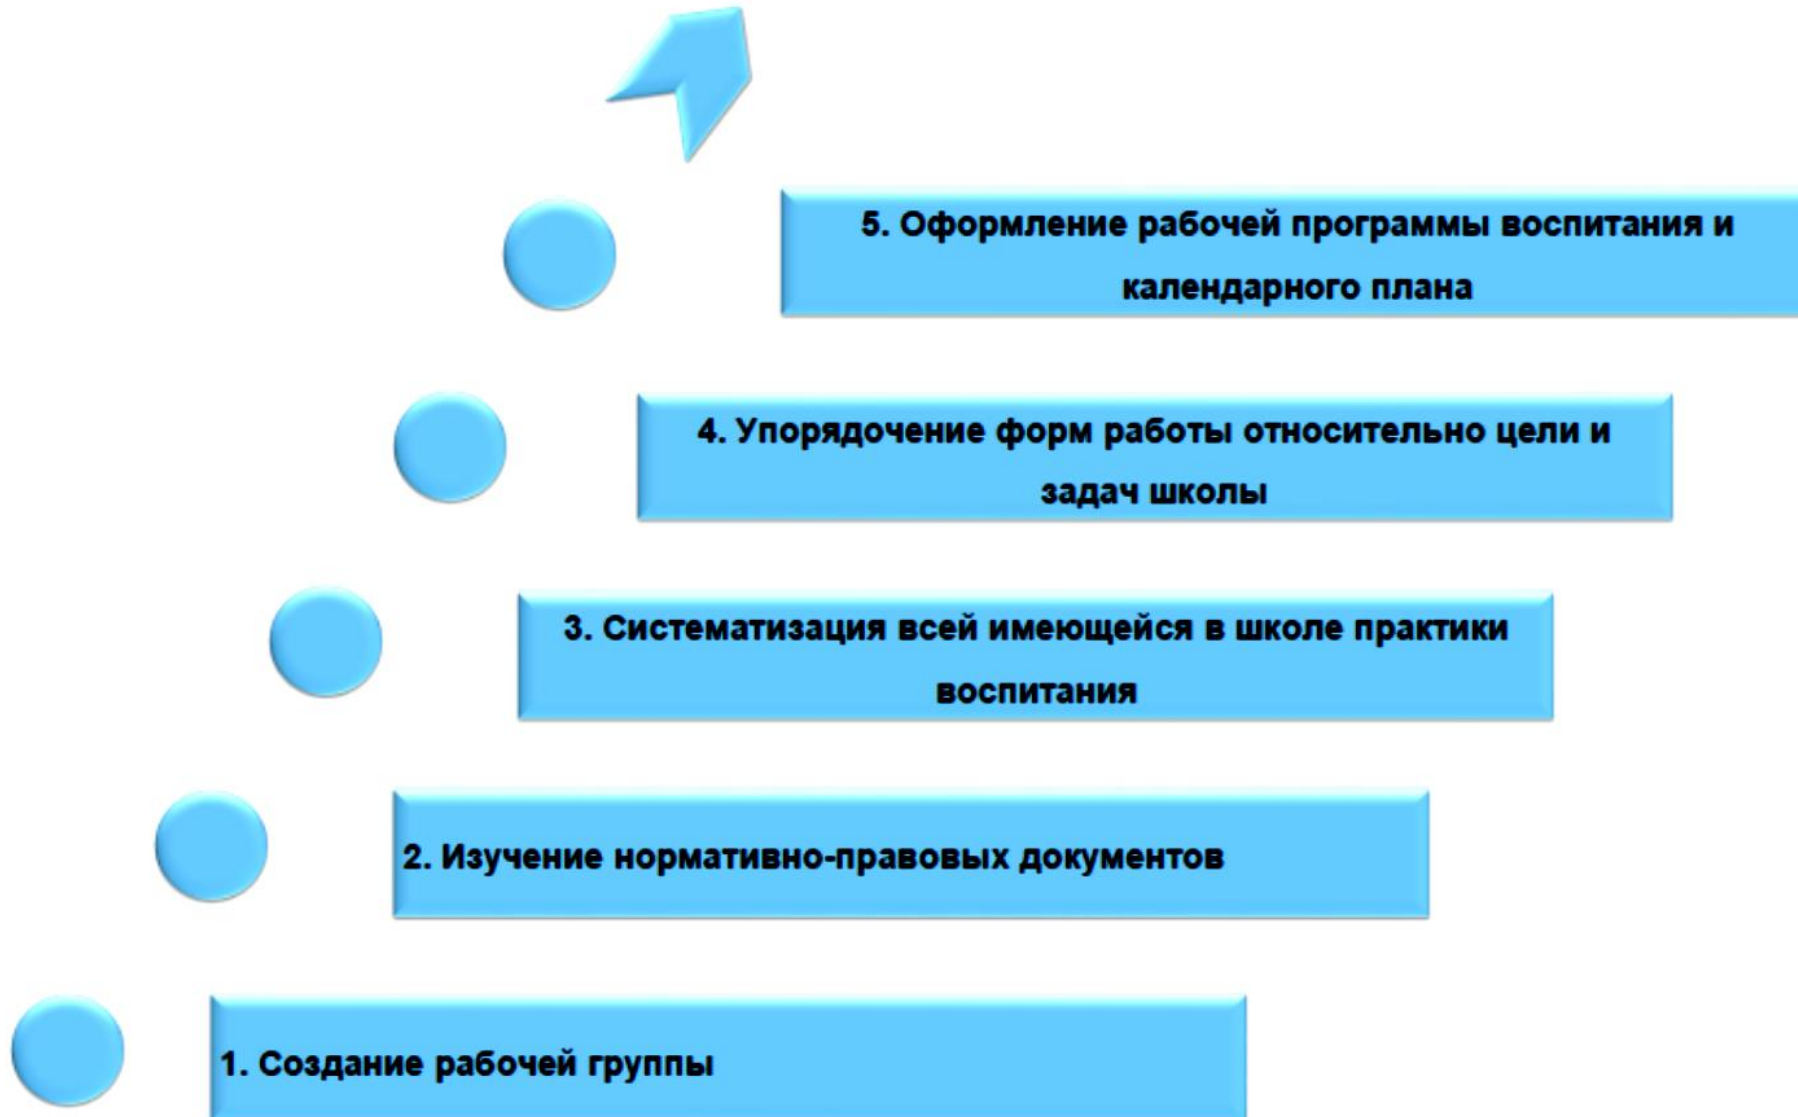 5. Оформление рабочей программы воспитания и
календарного плана
4. Упорядочение форм работы относительно цели и
задач школы
3. Систематизация всей имеющейся в школе практики
воспитания
2. Изучение нормативно-правовых документов
1. Создание рабочей группы